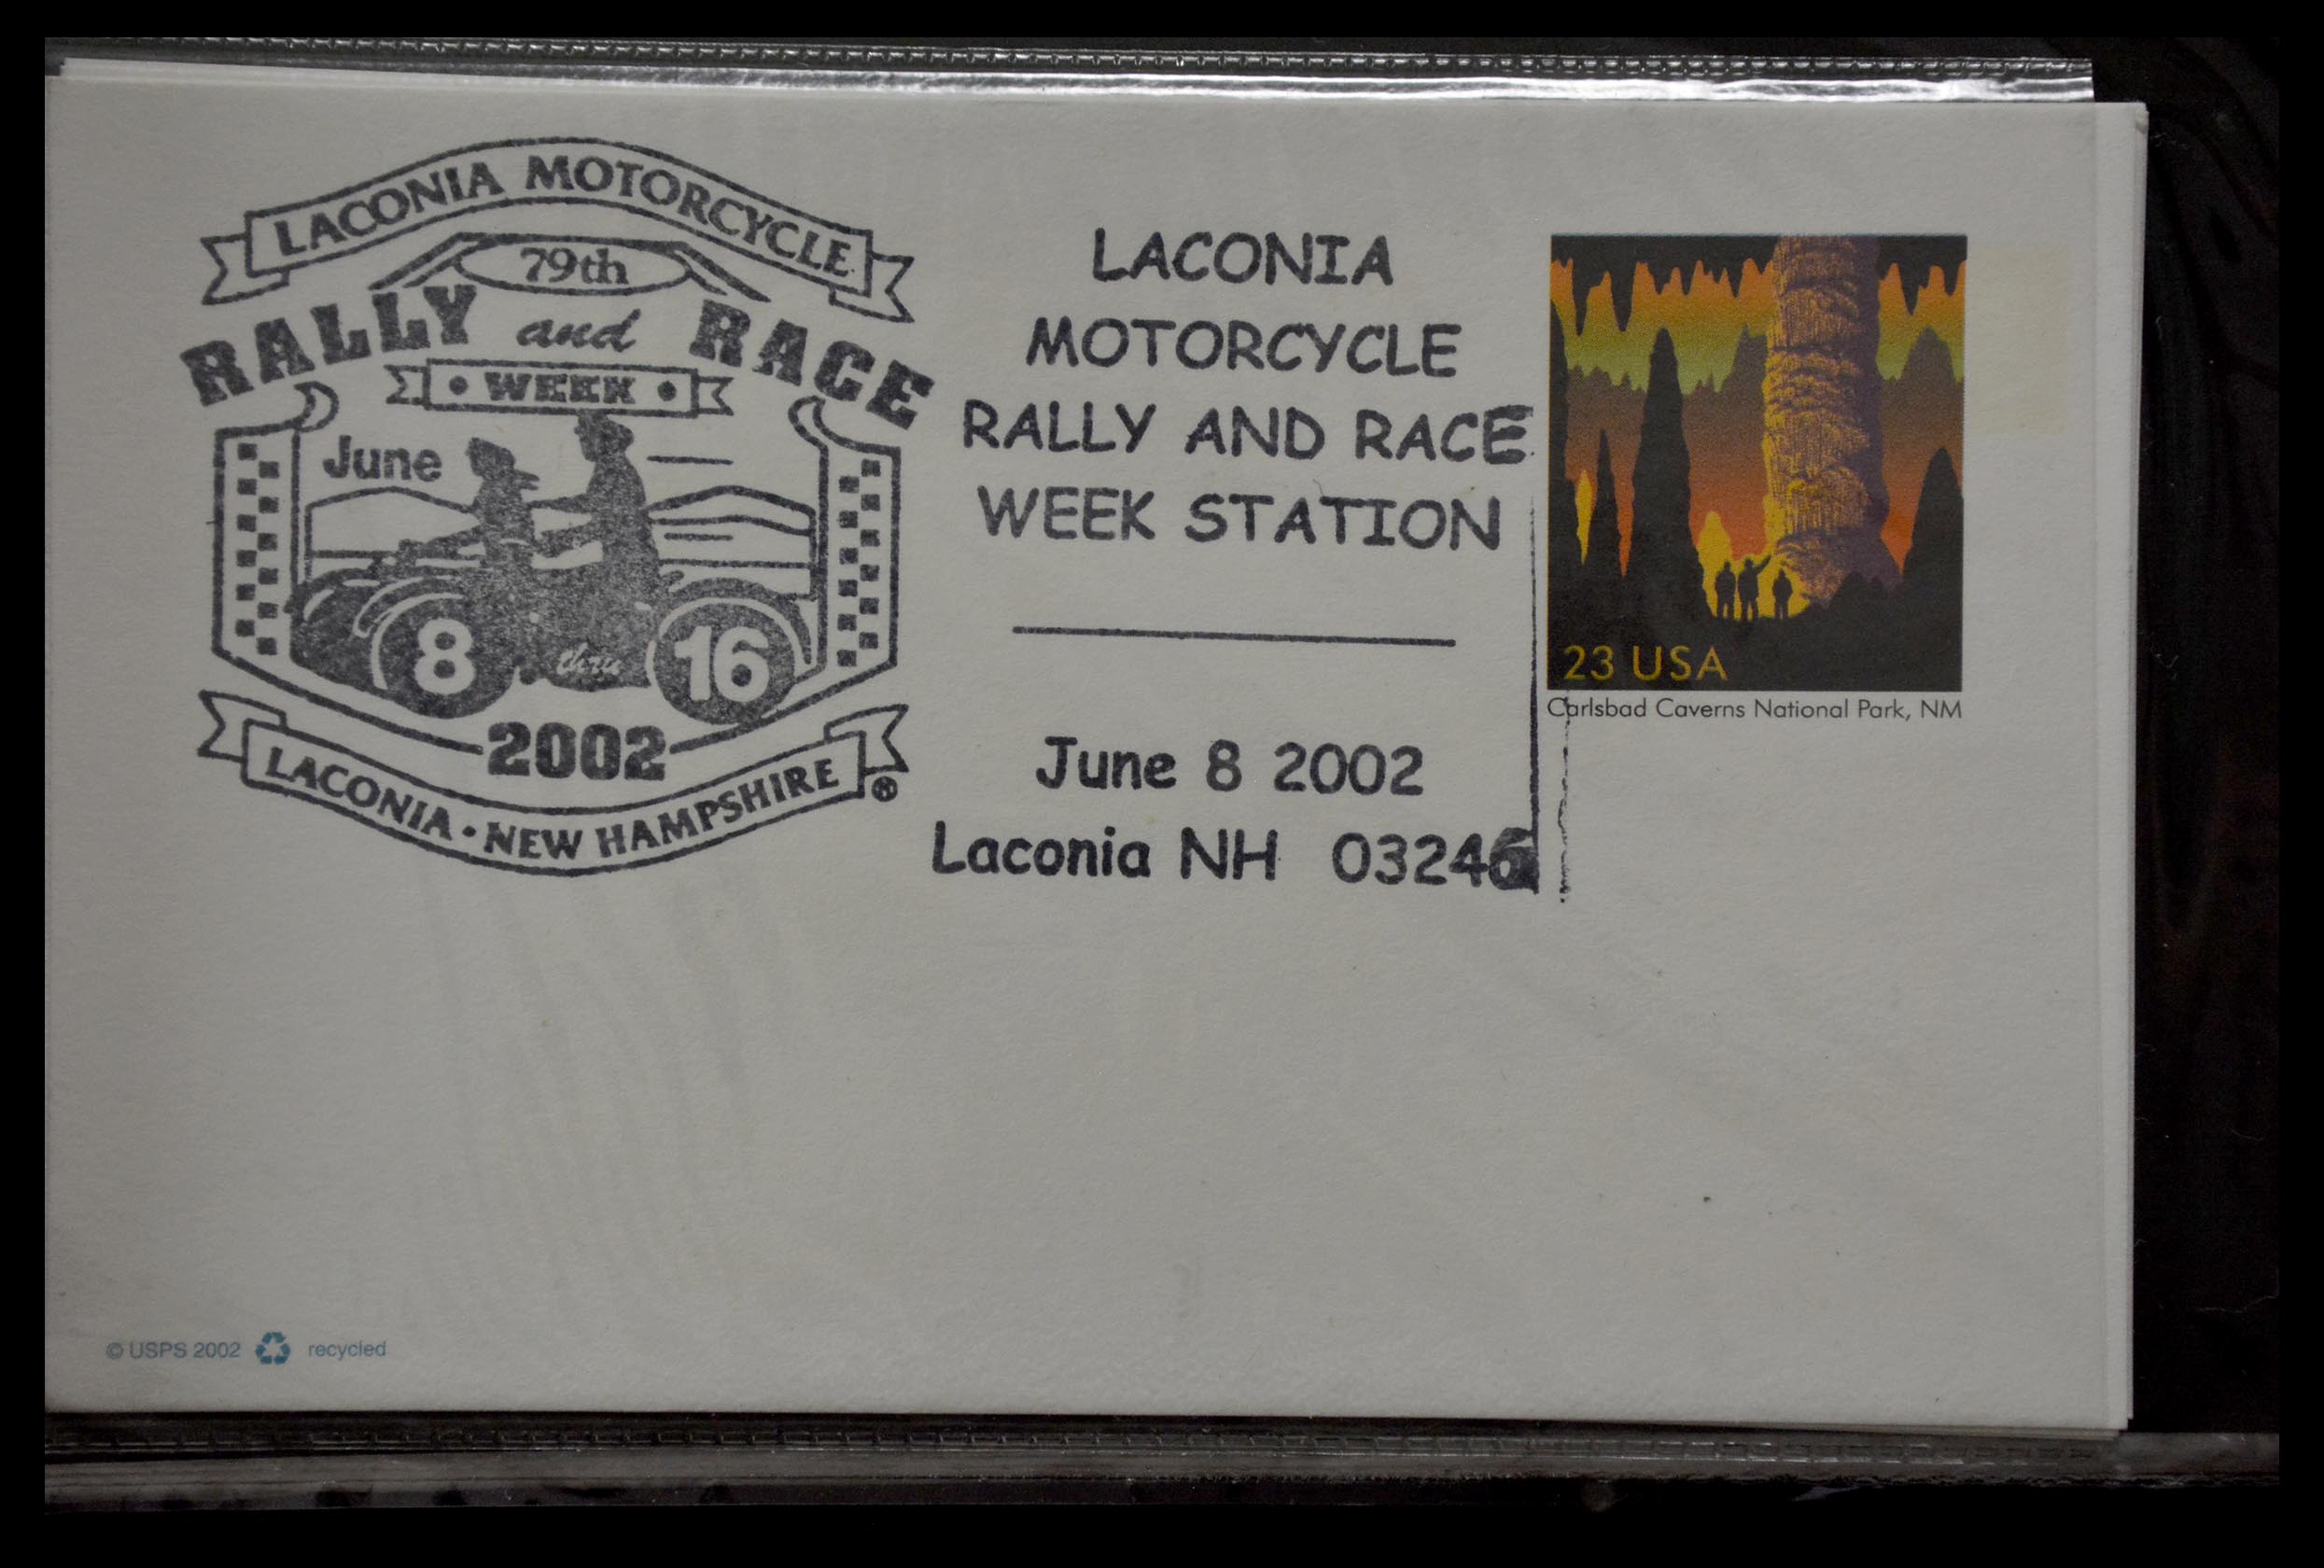 LACONIA MOTORCYCLE
79th
RALLY and RACE
• WEEK •
June
8 thru 16
2002
LACONIA • NEW HAMPSHIRE ®
LACONIA
MOTORCYCLE
RALLY AND RACE
WEEK STATION
June 8 2002
Laconia NH 03246
23 USA
Carlsbad Caverns National Park, NM
© USPS 2002 recycled